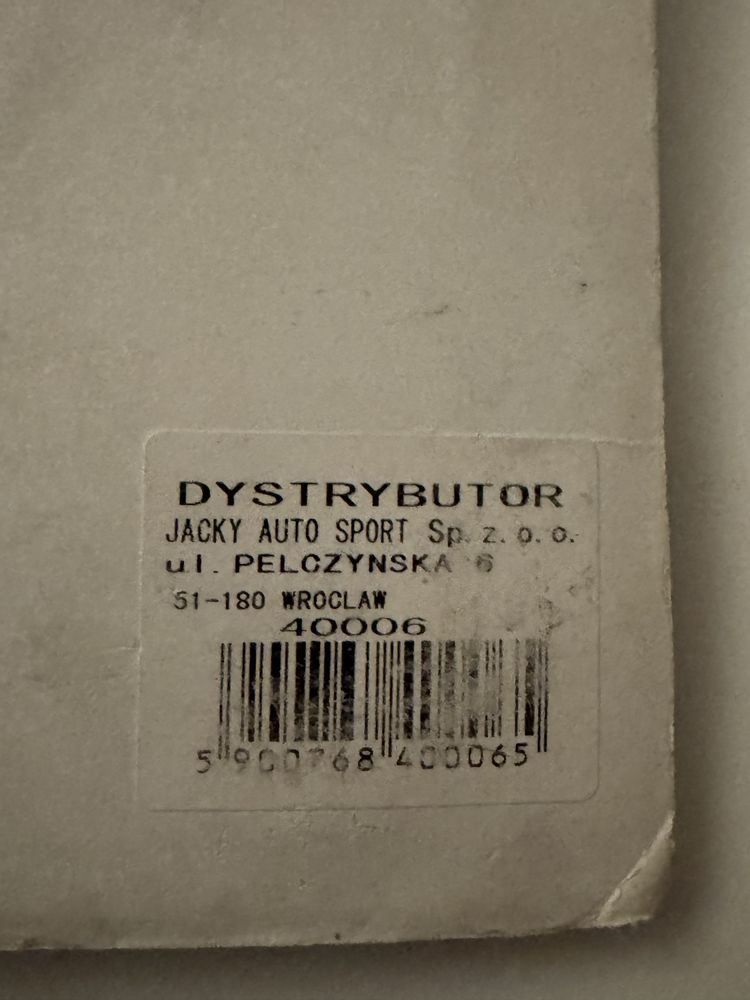 DYSTRYBUTOR
JACKY AUTO SPORT Sp. z. o. o.
ul. PELCZYNSKA 6
51-180 WROCLAW
40006
5 900768 400065